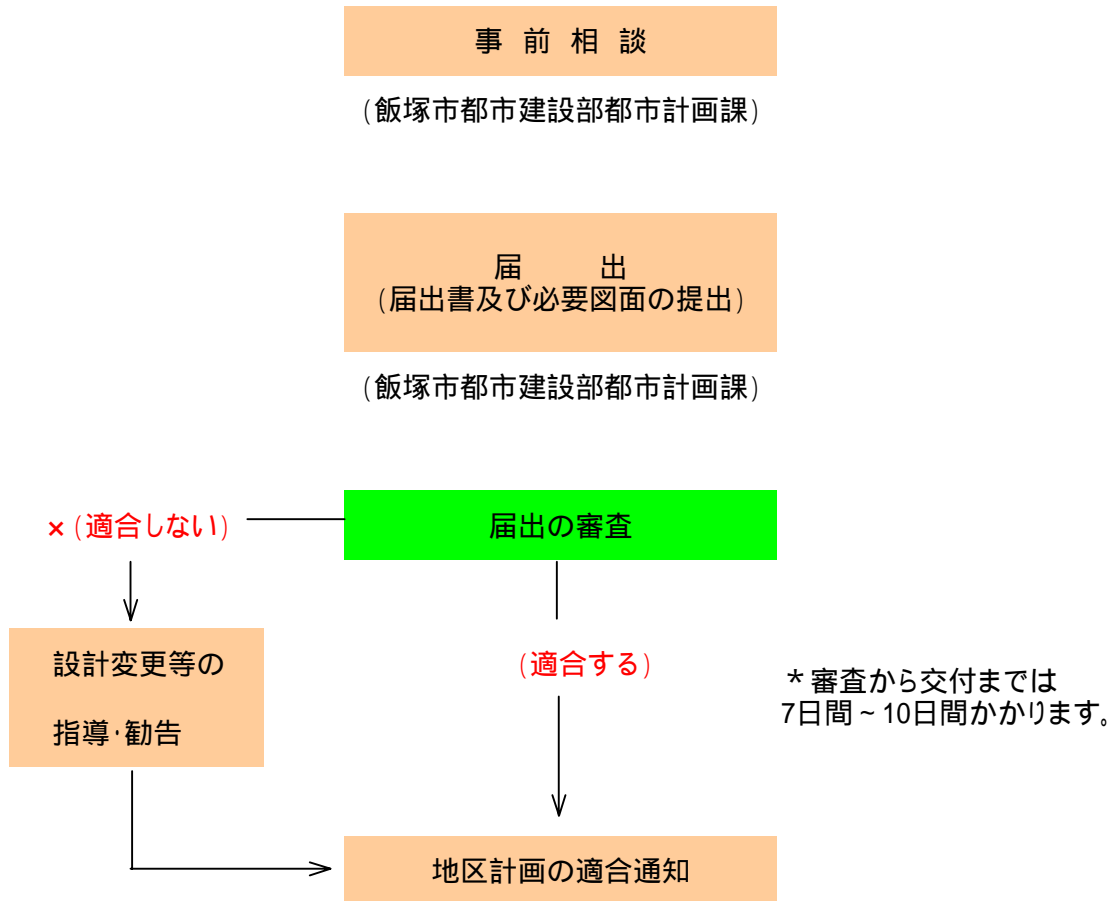 事前相談
(飯塚市都市建設部都市計画課)
届　　出
(届出書及び必要図面の提出)
(飯塚市都市建設部都市計画課)
×(適合しない)
届出の審査
設計変更等の
指導･勧告
(適合する)
*審査から交付までは
7日間~10日間かかります。
地区計画の適合通知